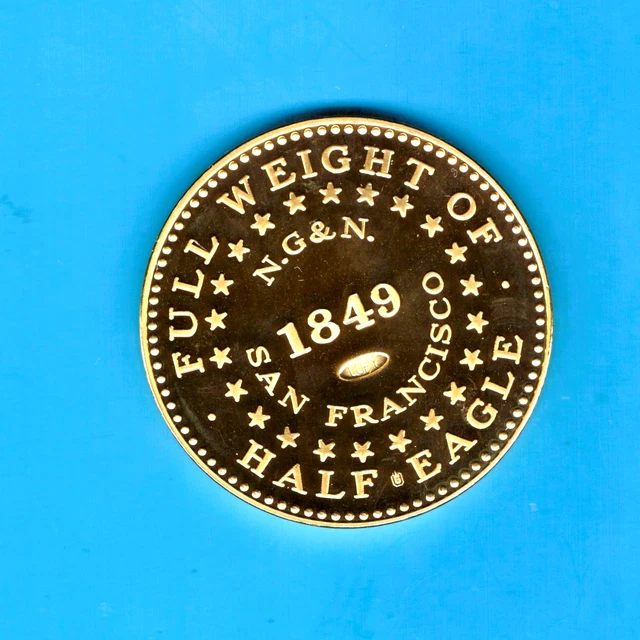 FULL WEIGHT OF
HALF EAGLE
N.G&N.
1849
SAN FRANCISCO